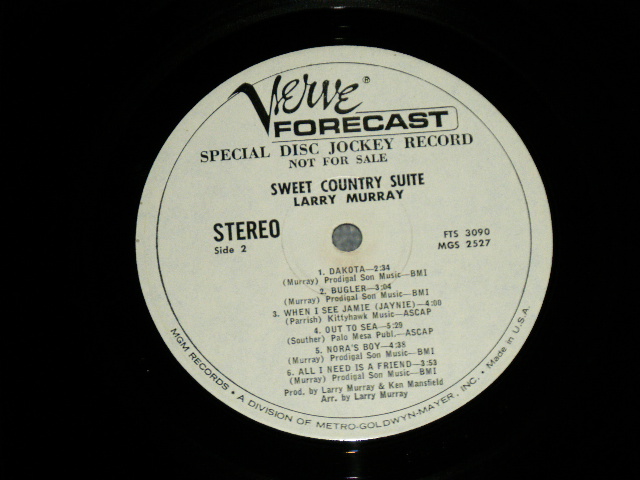 Verve®
FORECAST
SPECIAL DISC JOCKEY RECORD
NOT FOR SALE
SWEET COUNTRY SUITE
LARRY MURRAY
STEREO
Side 2
FTS 3090
MGS 2527
1. DAKOTA—2:34
(Murray) Prodigal Son Music—BMI
2. BUGLER—3:04
(Murray) Prodigal Son Music—BMI
3. WHEN I SEE JAMIE (JAYNIE)—4:00
(Parrish) Kittyhawk Music—ASCAP
4. OUT TO SEA—5:29
(Souther) Palo Mesa Publ.—ASCAP
5. NORA'S BOY—4:38
(Murray) Prodigal Son Music—BMI
6. ALL I NEED IS A FRIEND—3:53
(Murray) Prodigal Son Music—BMI
Prod. by Larry Murray & Ken Mansfield
Arr. by Larry Murray
MGM RECORDS • A DIVISION OF METRO-GOLDWYN-MAYER, INC. • Made in U.S.A.